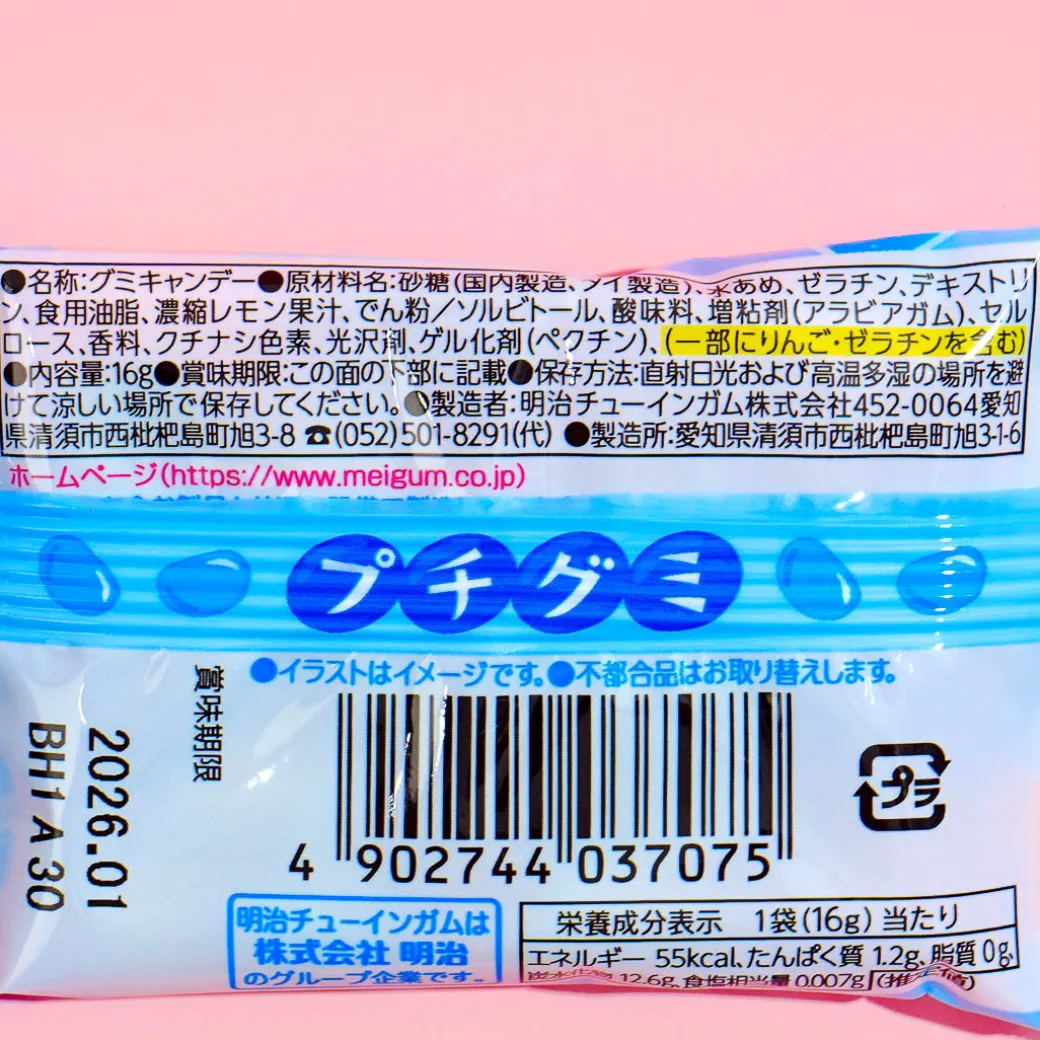 ●名称:グミキャンデー●原材料名:砂糖(国内製造、タイ製造)、水あめ、ゼラチン、デキストリ
ン、食用油脂、濃縮レモン果汁、でん粉／ソルビトール、酸味料、増粘剤(アラビアガム)、セル
ロース、香料、クチナシ色素、光沢剤、ゲル化剤(ペクチン)、(一部にりんご・ゼラチンを含む)
●内容量:16g●賞味期限:この面の下部に記載●保存方法:直射日光および高温多湿の場所を避
けて涼しい場所で保存してください。●製造者:明治チューインガム株式会社452-0064愛知
県清須市西枇杷島町旭3-8 ☎(052)501-8291(代) ●製造所:愛知県清須市西枇杷島町旭3-1-6
ホームページ(https://www.meigum.co.jp)
プチグミ
●イラストはイメージです。●不都合品はお取り替えします。
賞味期限
2026.01
BH1 A 30
プラ
4 902744 037075
明治チューインガムは
株式会社 明治
のグループ企業です。
栄養成分表示 1袋(16g)当たり
エネルギー 55kcal、たんぱく質 1.2g、脂質 0g、
炭水化物 12.6g、食塩相当量 0.007g (推定値)